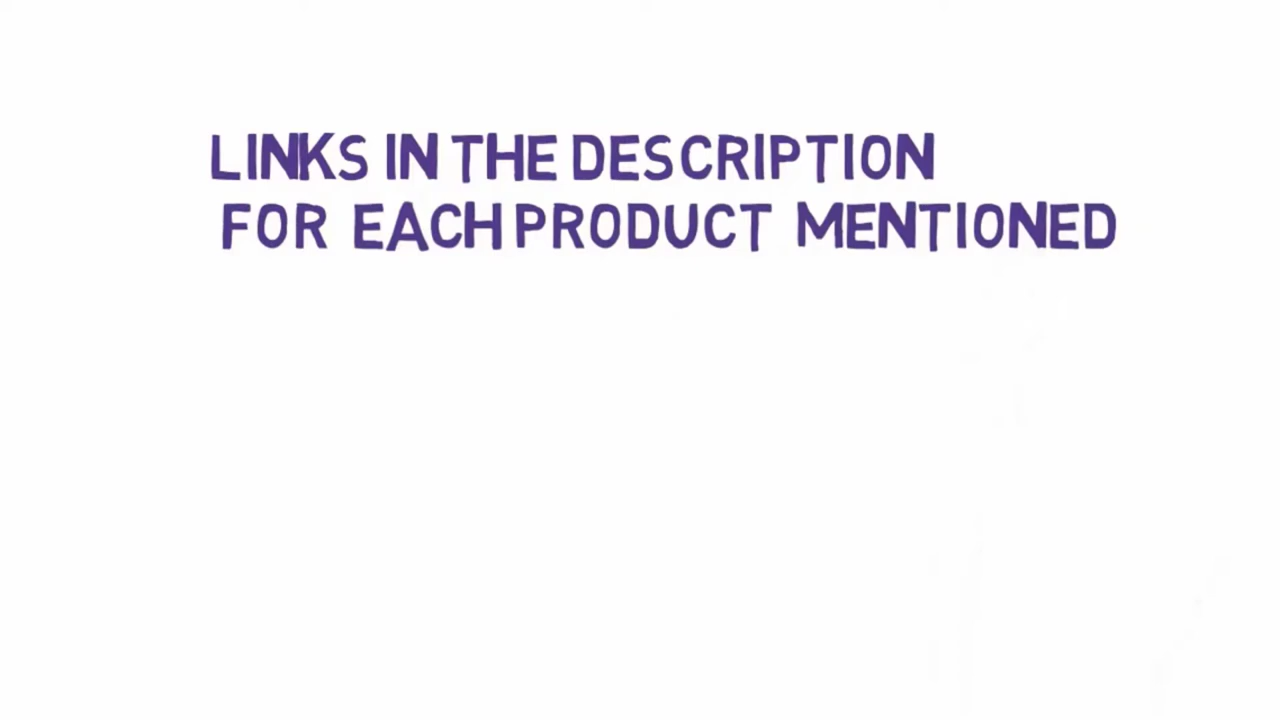 LINKS IN THE DESCRIPTION
FOR EACH PRODUCT MENTIONED